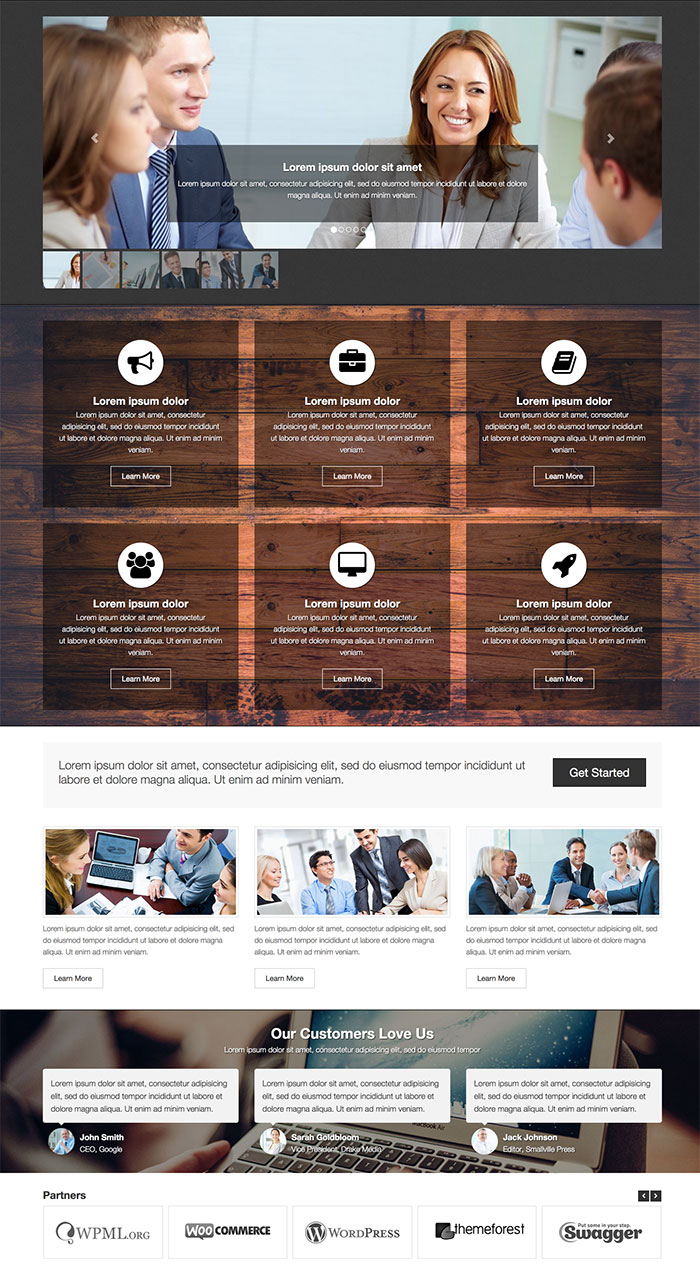 Lorem ipsum dolor sit amet
Lorem ipsum dolor sit amet, consectetur adipisicing elit, sed do eiusmod tempor incididunt ut labore et dolore
magna aliqua. Ut enim ad minim veniam.
Lorem ipsum dolor
Lorem ipsum dolor sit amet, consectetur
adipisicing elit, sed do eiusmod tempor incididunt
ut labore et dolore magna aliqua. Ut enim ad minim
veniam.
Learn More
Lorem ipsum dolor
Lorem ipsum dolor sit amet, consectetur
adipisicing elit, sed do eiusmod tempor incididunt
ut labore et dolore magna aliqua. Ut enim ad minim
veniam.
Learn More
Lorem ipsum dolor
Lorem ipsum dolor sit amet, consectetur
adipisicing elit, sed do eiusmod tempor incididunt
ut labore et dolore magna aliqua. Ut enim ad minim
veniam.
Learn More
Lorem ipsum dolor
Lorem ipsum dolor sit amet, consectetur
adipisicing elit, sed do eiusmod tempor incididunt
ut labore et dolore magna aliqua. Ut enim ad minim
veniam.
Learn More
Lorem ipsum dolor
Lorem ipsum dolor sit amet, consectetur
adipisicing elit, sed do eiusmod tempor incididunt
ut labore et dolore magna aliqua. Ut enim ad minim
veniam.
Learn More
Lorem ipsum dolor
Lorem ipsum dolor sit amet, consectetur
adipisicing elit, sed do eiusmod tempor incididunt
ut labore et dolore magna aliqua. Ut enim ad minim
veniam.
Learn More
Lorem ipsum dolor sit amet, consectetur adipisicing elit, sed do eiusmod tempor incididunt ut
labore et dolore magna aliqua. Ut enim ad minim veniam.
Get Started
Lorem ipsum dolor sit amet, consectetur adipisicing elit, sed
do eiusmod tempor incididunt ut labore et dolore magna
aliqua. Ut enim ad minim veniam.
Learn More
Lorem ipsum dolor sit amet, consectetur adipisicing elit, sed
do eiusmod tempor incididunt ut labore et dolore magna
aliqua. Ut enim ad minim veniam.
Learn More
Lorem ipsum dolor sit amet, consectetur adipisicing elit, sed
do eiusmod tempor incididunt ut labore et dolore magna
aliqua. Ut enim ad minim veniam.
Learn More
Our Customers Love Us
Lorem ipsum dolor sit amet, consectetur adipisicing elit, sed do eiusmod tempor
Lorem ipsum dolor sit amet, consectetur adipisicing
elit, sed do eiusmod tempor incididunt ut labore et
dolore magna aliqua. Ut enim ad minim veniam.
John Smith
CEO, Google
Lorem ipsum dolor sit amet, consectetur adipisicing
elit, sed do eiusmod tempor incididunt ut labore et
dolore magna aliqua. Ut enim ad minim veniam.
Sarah Goldbloom
Vice President, Drake Media
MacBook Air
Lorem ipsum dolor sit amet, consectetur adipisicing
elit, sed do eiusmod tempor incididunt ut labore et
dolore magna aliqua. Ut enim ad minim veniam.
Jack Johnson
Editor, Smallville Press
Partners
WPML.ORG
WOO COMMERCE
WORDPRESS
themeforest
Put some in your step.
Swagger